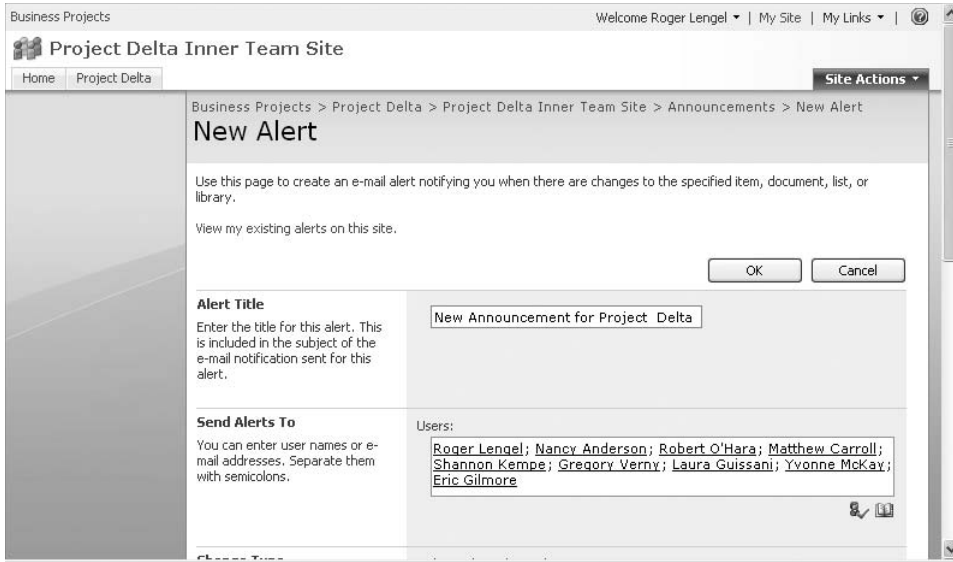 Business Projects
Welcome Roger Lengel | My Site | My Links |
Project Delta Inner Team Site
Home Project Delta
Site Actions
Business Projects > Project Delta > Project Delta Inner Team Site > Announcements > New Alert
New Alert
Use this page to create an e-mail alert notifying you when there are changes to the specified item, document, list, or
library.
View my existing alerts on this site.
OK Cancel
Alert Title
Enter the title for this alert. This
is included in the subject of the
e-mail notification sent for this
alert.
New Announcement for Project Delta
Send Alerts To
You can enter user names or e-
mail addresses. Separate them
with semicolons.
Users:
Roger Lengel; Nancy Anderson; Robert O'Hara; Matthew Carroll;
Shannon Kempe; Gregory Verny; Laura Guissani; Yvonne McKay;
Eric Gilmore
Change Type